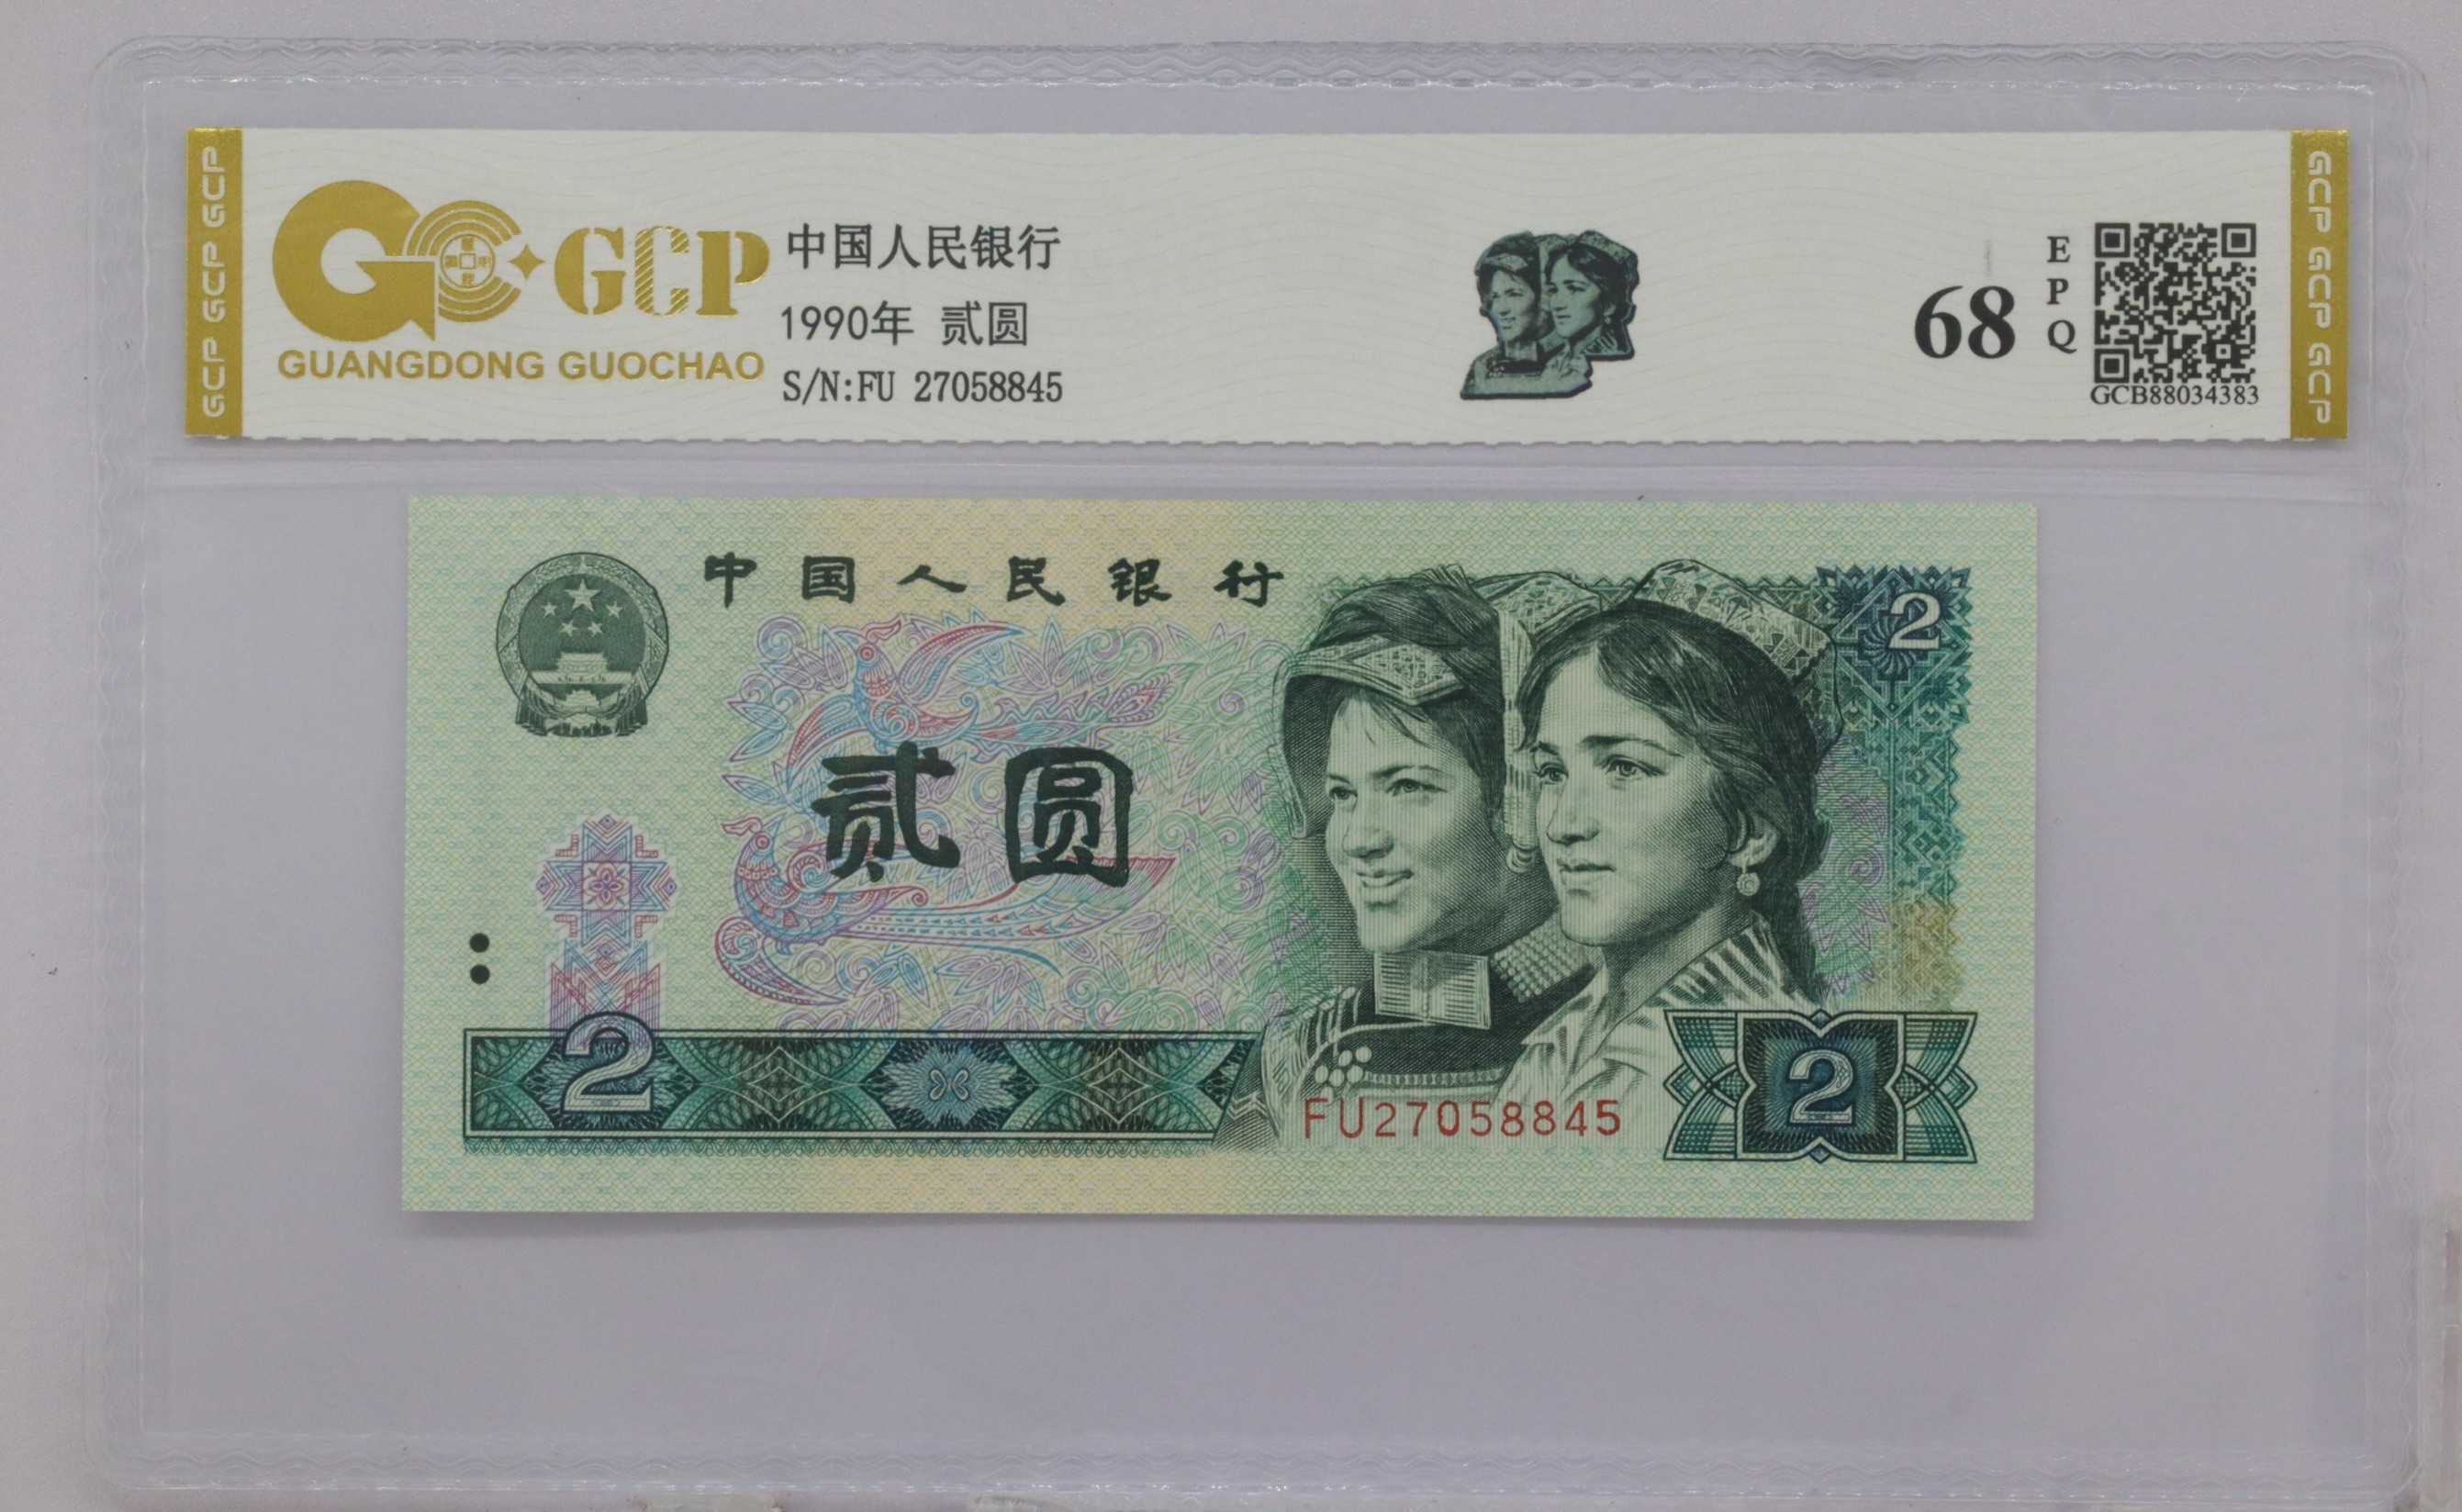 GCP GCP GCP
GCP
GUANGDONG GUOCHAO
中国人民银行
1990年 贰圆
S/N:FU 27058845
68
E
P
Q
GCB88034383
GCP GCP GCP
中国人民银行
2
贰圆
2
FU27058845
2